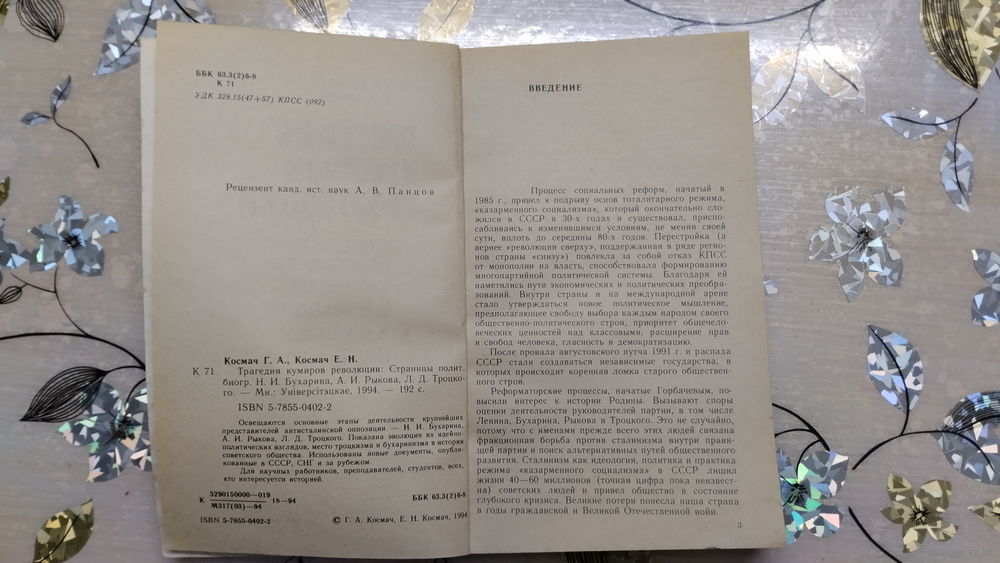 ББК 63.3(2)6-8
К 71
УДК 329.15(47+57) КПСС (092)
Рецензент канд. ист. наук А. В. Панцов
Космач Г. А., Космач Е. Н.
К 71 Трагедия кумиров революции: Страницы полит.
биогр. Н. И. Бухарина, А. И. Рыкова, Л. Д. Троцко-
го. — Мн.: Універсітэцкае, 1994. — 192 с.
ISBN 5-7855-0402-2
Освещаются основные этапы деятельности крупнейших
представителей антисталинской оппозиции — Н. И. Бухарина,
А. И. Рыкова, Л. Д. Троцкого. Показана эволюция их идейно-
политических взглядов, место троцкизма и бухаринизма в истории
советского общества. Использованы новые документы, опубли-
кованные в СССР, СНГ и за рубежом.
Для научных работников, преподавателей, студентов, всех,
кто интересуется историей.
К 3290150000—019
М317(03)—94 18—94
ББК 63.3(2)6-8
ISBN 5-7855-0402-2
© Г. А. Космач, Е. Н. Космач, 1994
ВВЕДЕНИЕ
Процесс социальных реформ, начатый в
1985 г., привел к подрыву основ тоталитарного режима,
«казарменного социализма», который окончательно сло-
жился в СССР в 30-х годах и существовал, приспо-
сабливаясь к изменявшимся условиям, не меняя своей
сути, вплоть до середины 80-х годов. Перестройка (а
вернее «революция сверху», поддержанная в ряде регио-
нов страны «снизу») повлекла за собой отказ КПСС
от монополии на власть, способствовала формированию
многопартийной политической системы. Благодаря ей
наметились пути экономических и политических преобра-
зований. Внутри страны и на международной арене
стало утверждаться новое политическое мышление,
предполагающее свободу выбора каждым народом своего
общественно-политического строя, приоритет общечело-
веческих ценностей над классовыми, расширение прав
и свобод человека, гласность и демократизацию.
После провала августовского путча 1991 г. и распада
СССР стали создаваться независимые государства, в
которых происходит коренная ломка старого обществен-
ного строя.
Реформаторские процессы, начатые Горбачевым, по-
высили интерес к истории Родины. Вызывают споры
оценки деятельности руководителей партии, в том числе
Ленина, Бухарина, Рыкова и Троцкого. Это не случайно,
потому что с именами прежде всего этих людей связана
фракционная борьба против сталинизма внутри правя-
щей партии и поиск альтернативных путей общественного
развития. Сталинизм как идеология, политика и практика
режима «казарменного социализма» в СССР лишил
жизни 40—60 миллионов (точная цифра пока неизвест-
на) советских людей и привел общество в состояние
глубокого кризиса. Великие потери понесла наша страна
в годы гражданской и Великой Отечественной войн.
3